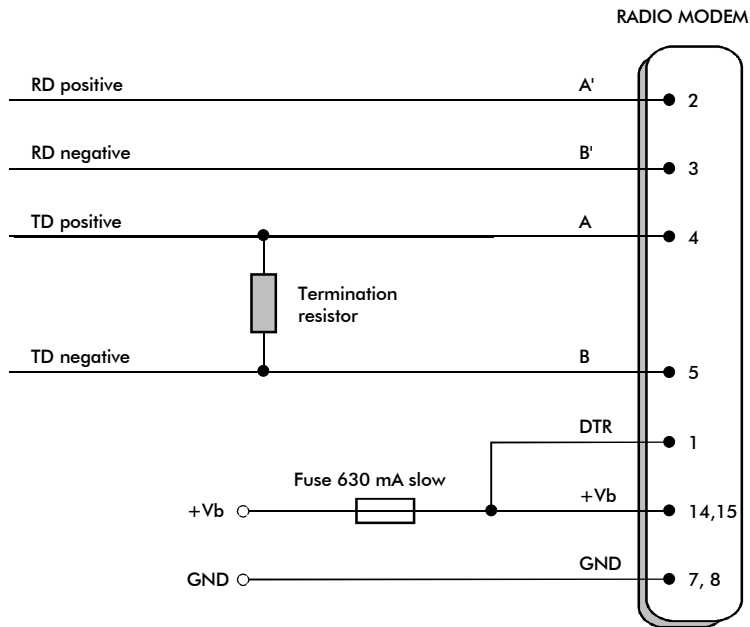 RADIO MODEM
RD positive A' 2
RD negative B' 3
TD positive A 4
Termination
resistor
TD negative B 5
DTR 1
Fuse 630 mA slow
+Vb +Vb 14,15
GND GND 7, 8